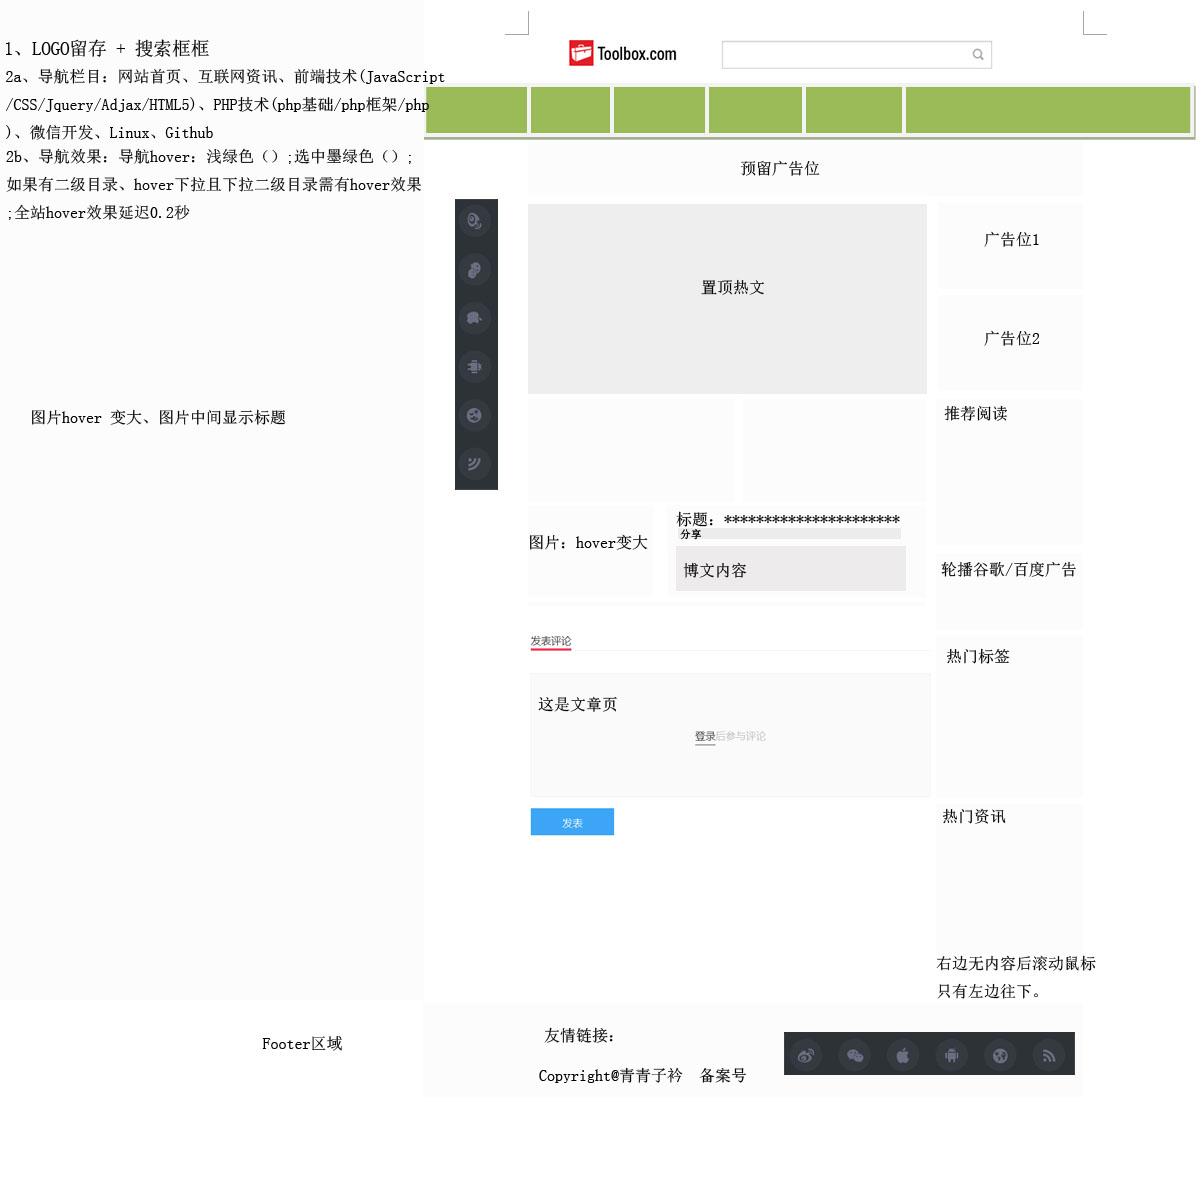 1、LOGO留存 + 搜索框框
2a、导航栏目：网站首页、互联网资讯、前端技术(JavaScript
/CSS/Jquery/Adjax/HTML5)、PHP技术(php基础/php框架/php
)、微信开发、Linux、Github
2b、导航效果：导航hover：浅绿色（）;选中墨绿色（）;
如果有二级目录、hover下拉且下拉二级目录需有hover效果
;全站hover效果延迟0.2秒
图片hover 变大、图片中间显示标题
Toolbox.com
预留广告位
置顶热文
广告位1
广告位2
推荐阅读
图片：hover变大
标题：**********************
分享
博文内容
轮播谷歌/百度广告
发表评论
热门标签
这是文章页
登录后参与评论
发表
热门资讯
右边无内容后滚动鼠标
只有左边往下。
Footer区域
友情链接：
Copyright@青青子衿 备案号